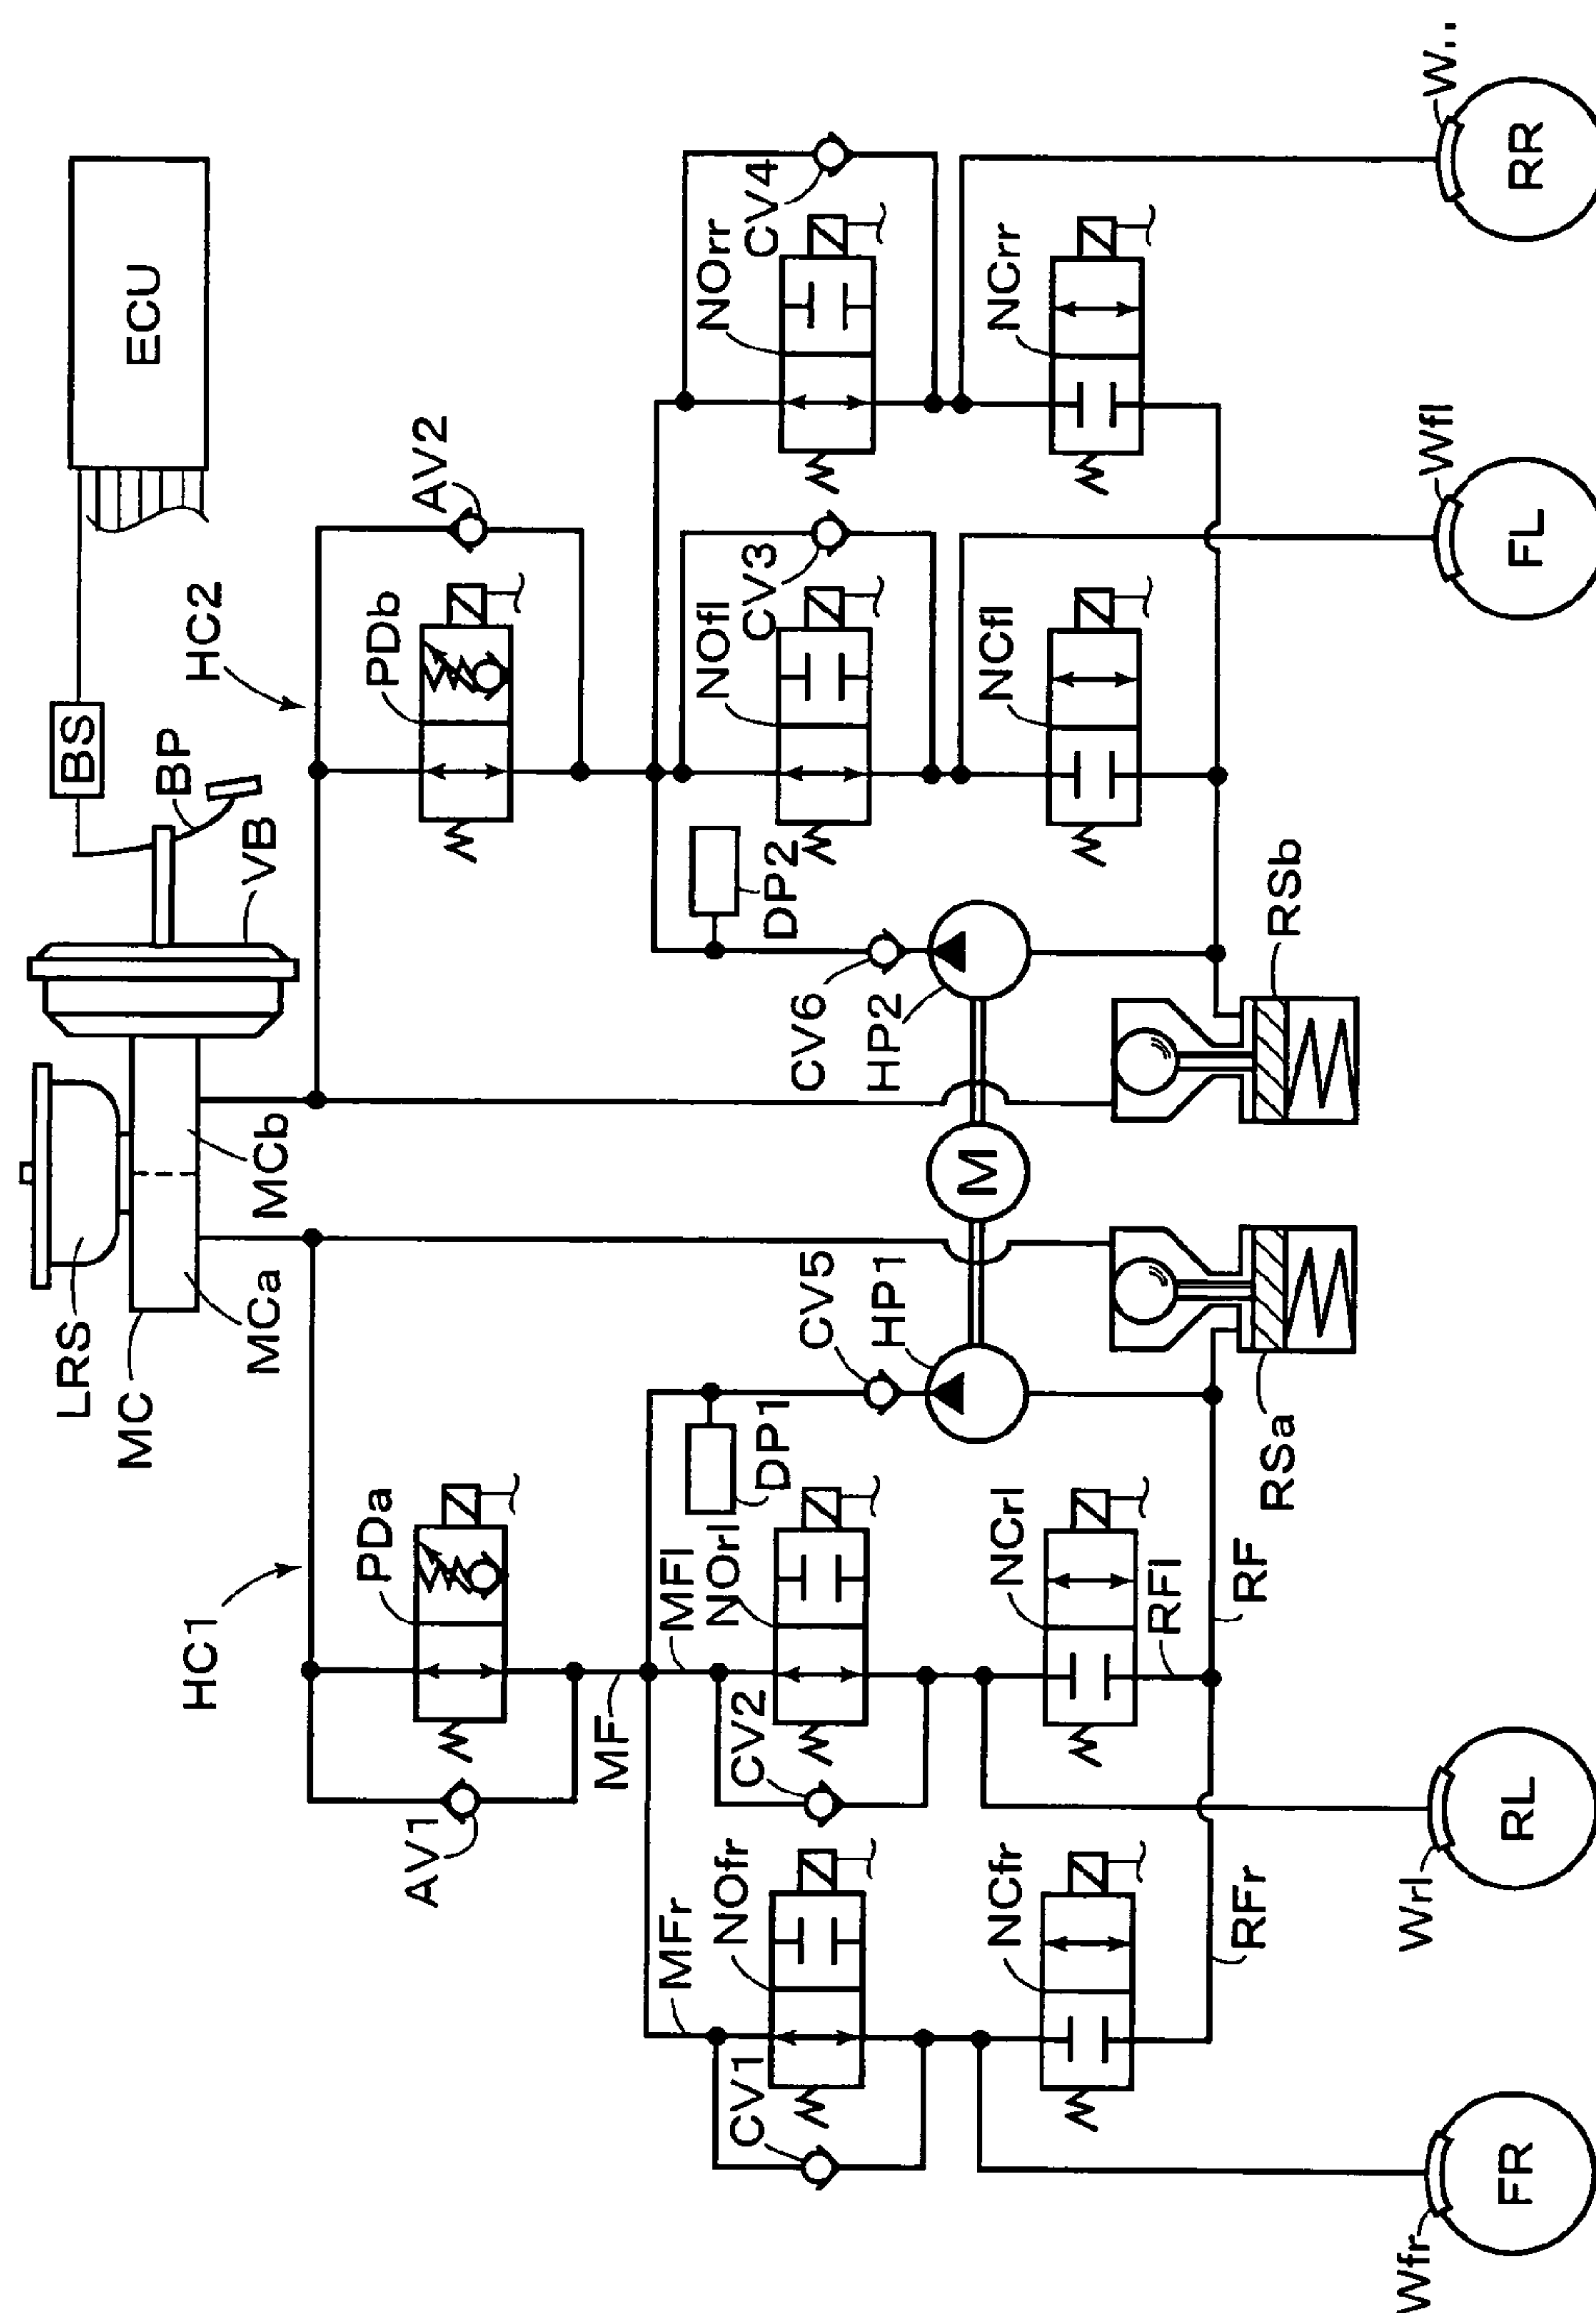 ECU
BS
BP
VB
LRS
MC
MCa
MCb
HC1
HC2
PDa
PDb
AV1
AV2
MF
MFr
MFl
NOfr
NOrl
NOfl
NOrr
CV1
CV2
CV3
CV4
DP1
DP2
CV5
CV6
HP1
HP2
M
NCfr
NCrl
NCfl
NCrr
RFr
RFl
RF
RSa
RSb
Wfr
Wrl
Wfl
FR
RL
FL
RR